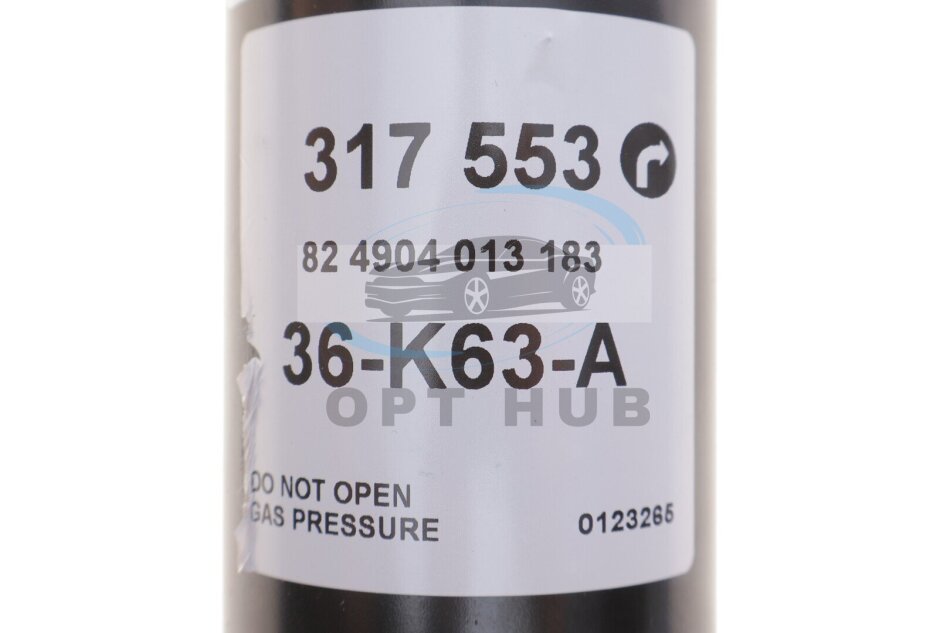 317 553
82 4904 013 183
36-K63-A
OPT HUB
DO NOT OPEN
GAS PRESSURE
0123265